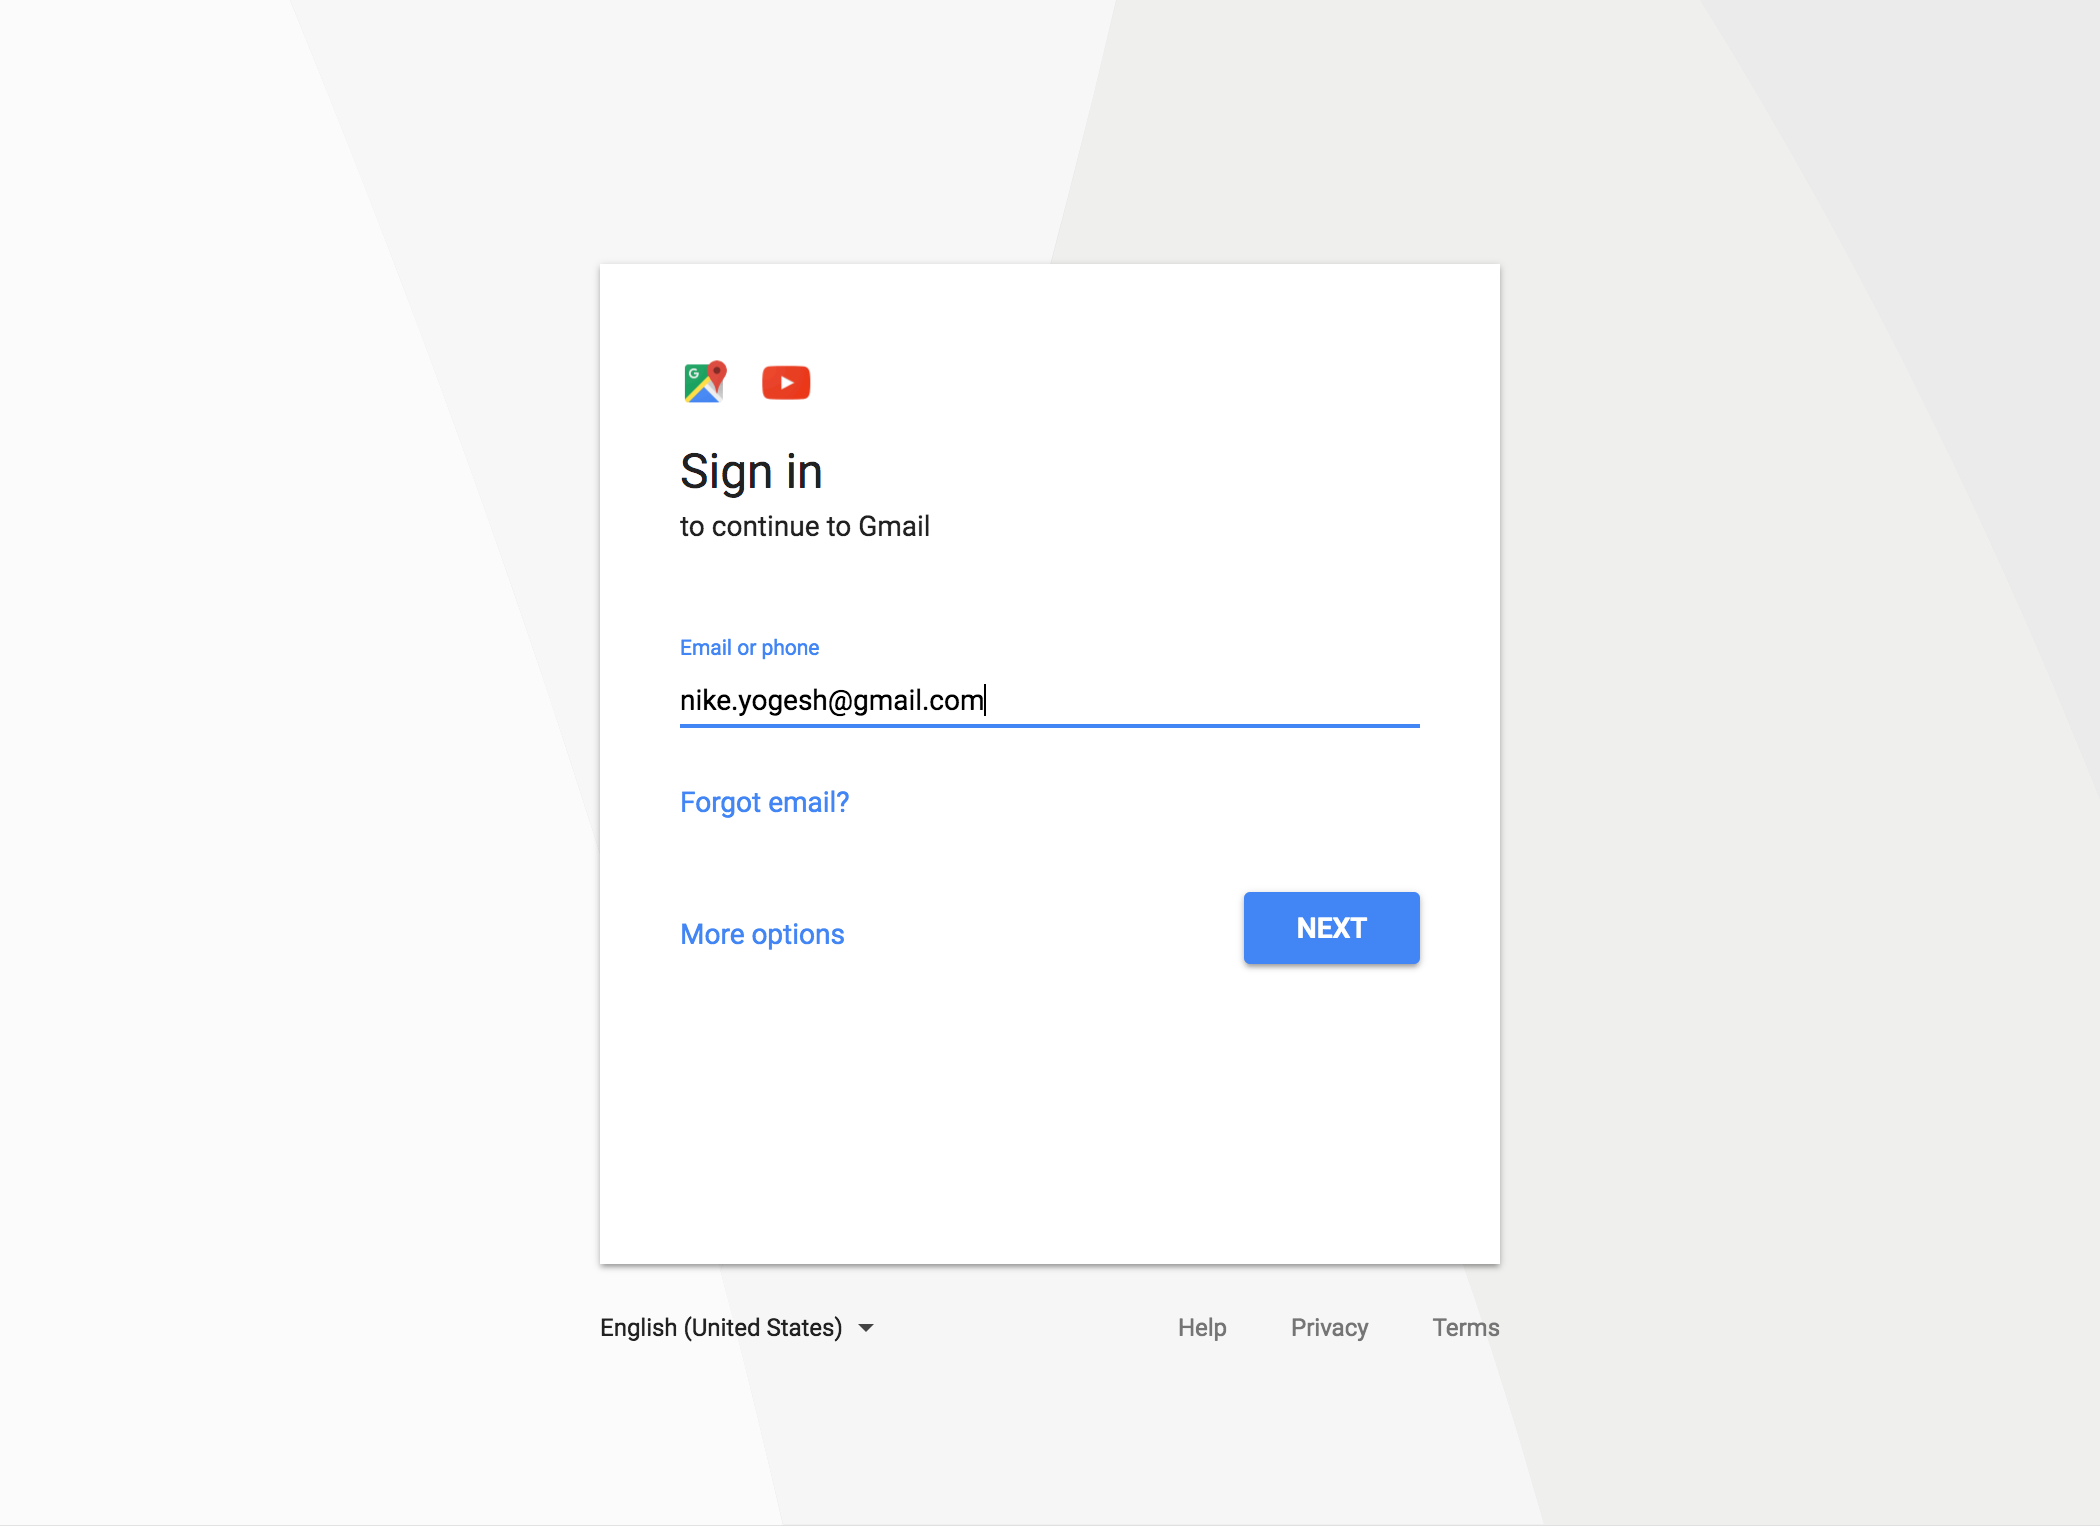 Sign in
to continue to Gmail
Email or phone
nike.yogesh@gmail.com
Forgot email?
More options
NEXT
English (United States)
Help
Privacy
Terms